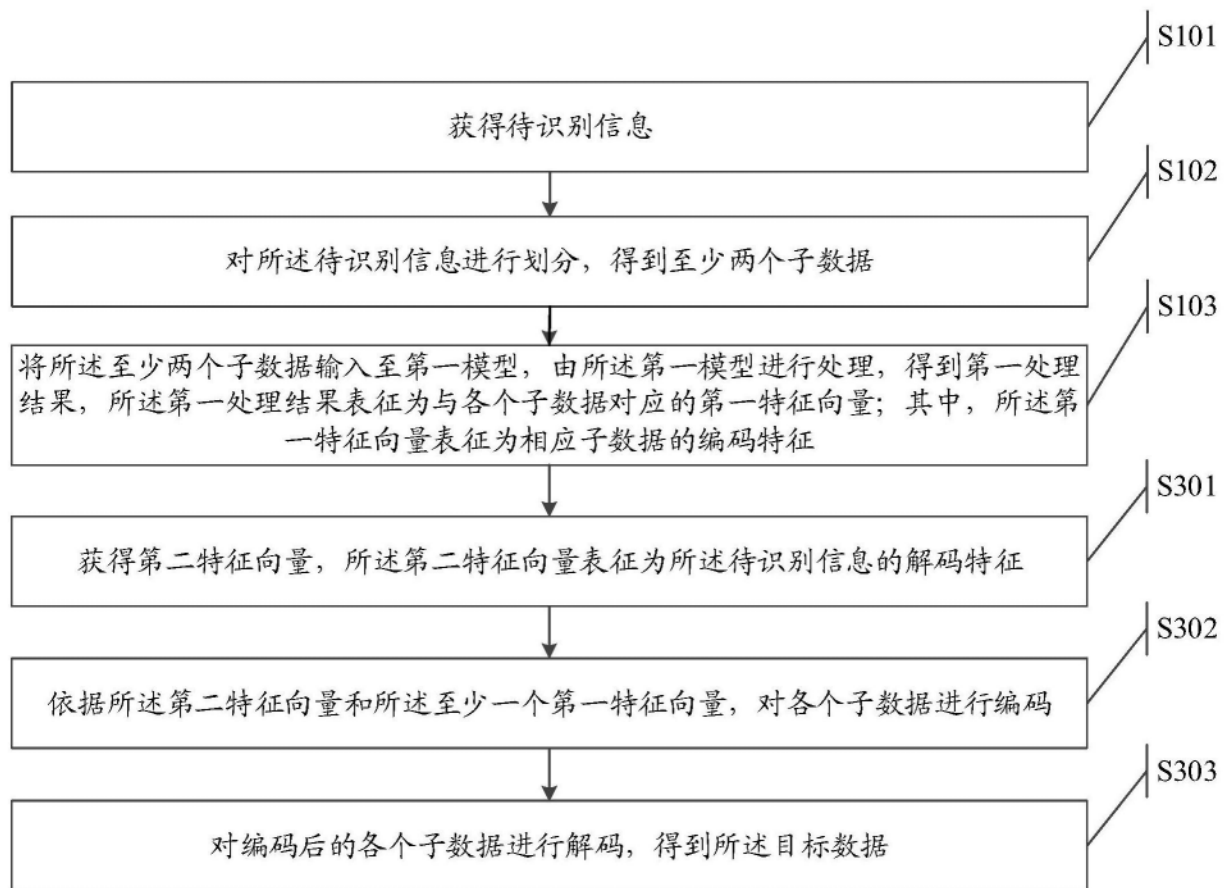 S101
获得待识别信息
S102
对所述待识别信息进行划分，得到至少两个子数据
S103
将所述至少两个子数据输入至第一模型，由所述第一模型进行处理，得到第一处理
结果，所述第一处理结果表征为与各个子数据对应的第一特征向量；其中，所述第
一特征向量表征为相应子数据的编码特征
S301
获得第二特征向量，所述第二特征向量表征为所述待识别信息的解码特征
S302
依据所述第二特征向量和所述至少一个第一特征向量，对各个子数据进行编码
S303
对编码后的各个子数据进行解码，得到所述目标数据